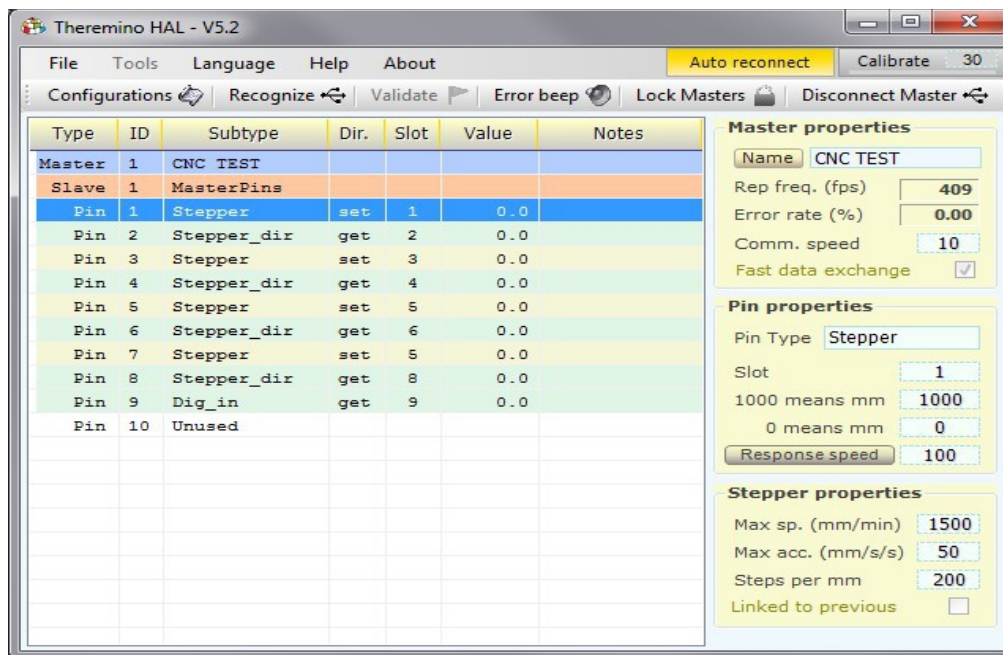 Theremino HAL - V5.2
File Tools Language Help About Auto reconnect Calibrate 30
Configurations Recognize Validate Error beep Lock Masters Disconnect Master
Type ID Subtype Dir. Slot Value Notes
Master 1 CNC TEST
Slave 1 MasterPins
Pin 1 Stepper set 1 0.0
Pin 2 Stepper_dir get 2 0.0
Pin 3 Stepper set 3 0.0
Pin 4 Stepper_dir get 4 0.0
Pin 5 Stepper set 5 0.0
Pin 6 Stepper_dir get 6 0.0
Pin 7 Stepper set 5 0.0
Pin 8 Stepper_dir get 8 0.0
Pin 9 Dig_in get 9 0.0
Pin 10 Unused
Master properties
Name CNC TEST
Rep freq. (fps) 409
Error rate (%) 0.00
Comm. speed 10
Fast data exchange
Pin properties
Pin Type Stepper
Slot 1
1000 means mm 1000
0 means mm 0
Response speed 100
Stepper properties
Max sp. (mm/min) 1500
Max acc. (mm/s/s) 50
Steps per mm 200
Linked to previous